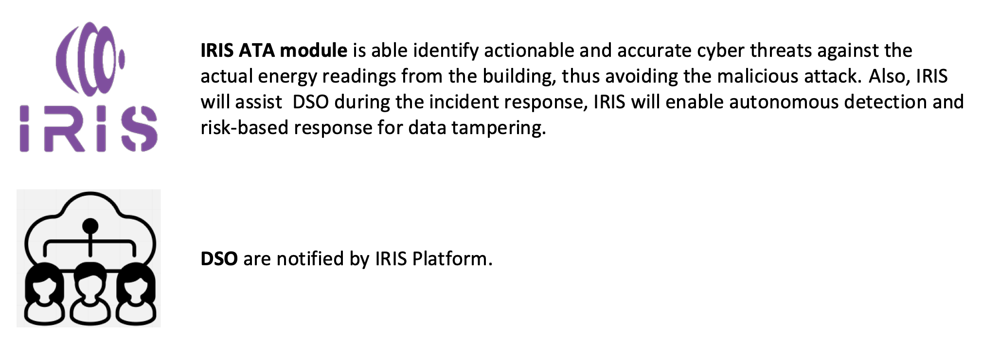 IRIS
IRIS ATA module is able identify actionable and accurate cyber threats against the
actual energy readings from the building, thus avoiding the malicious attack. Also, IRIS
will assist  DSO during the incident response, IRIS will enable autonomous detection and
risk-based response for data tampering.
DSO are notified by IRIS Platform.